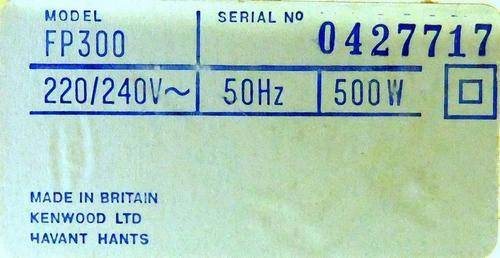 MODEL SERIAL Nº
FP300 0427717
220/240V~ 50Hz 500W
MADE IN BRITAIN
KENWOOD LTD
HAVANT HANTS